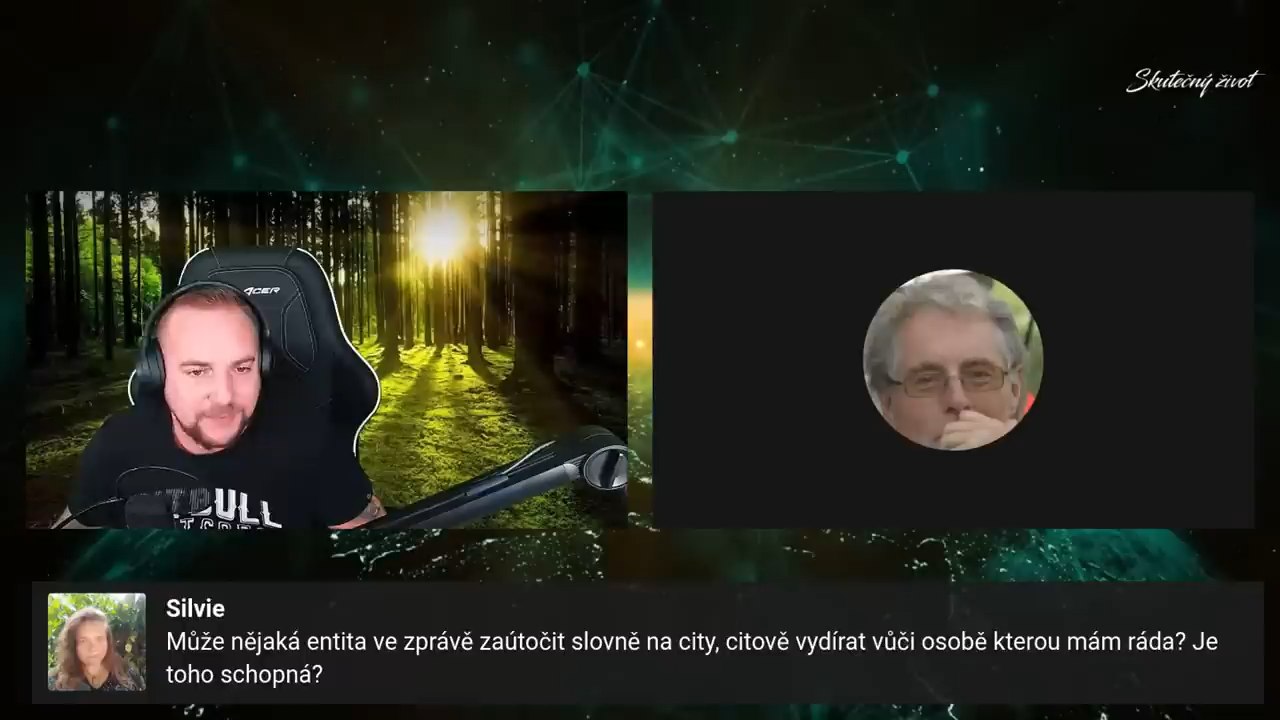 Skutečný život
ACER
Silvie
Může nějaká entita ve zprávě zaútočit slovně na city, citově vydírat vůči osobě kterou mám ráda? Je
toho schopná?